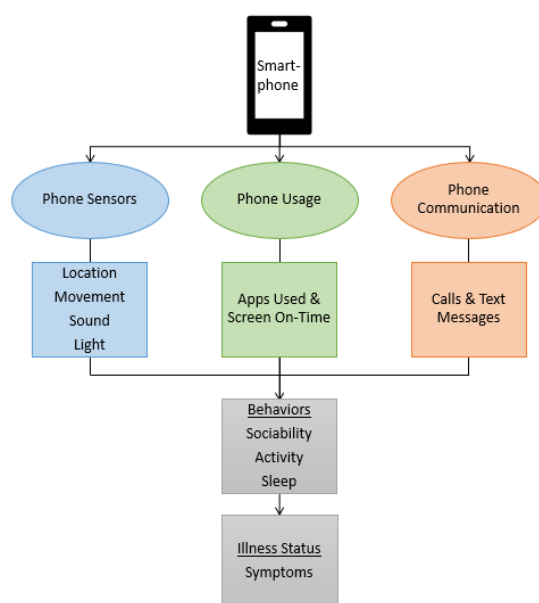 Smart-
phone
Phone Sensors
Phone Usage
Phone
Communication
Location
Movement
Sound
Light
Apps Used &
Screen On-Time
Calls & Text
Messages
Behaviors
Sociability
Activity
Sleep
Illness Status
Symptoms